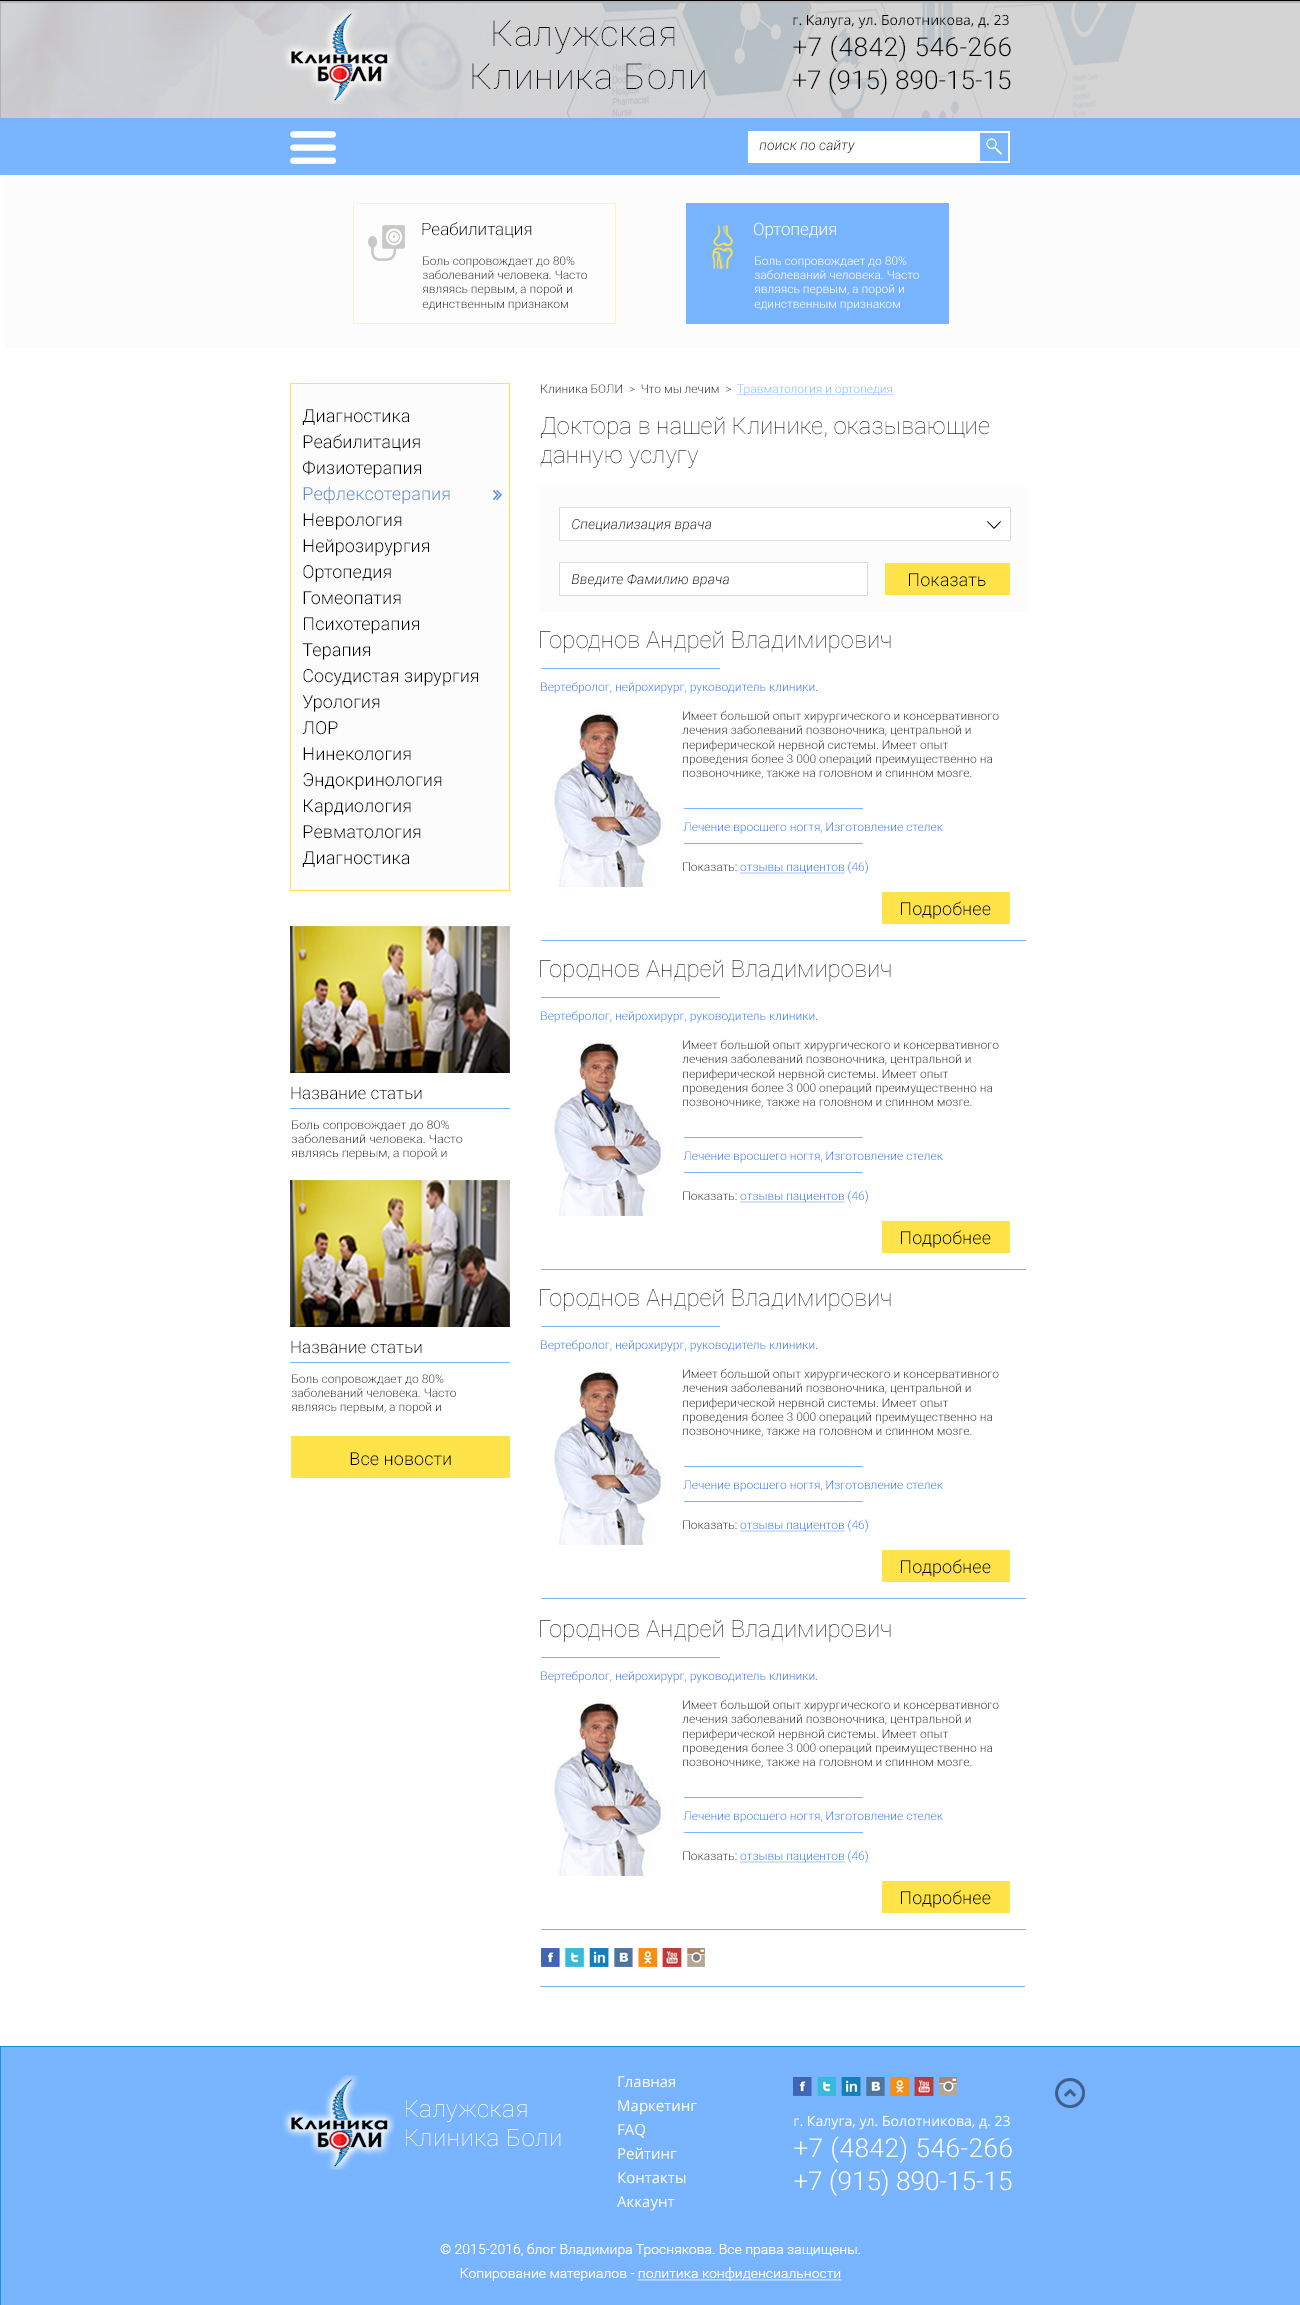 Клиника
БОЛИ
Калужская
Клиника Боли
г. Калуга, ул. Болотникова, д. 23
+7 (4842) 546-266
+7 (915) 890-15-15
поиск по сайту
Реабилитация
Боль сопровождает до 80%
заболеваний человека. Часто
являясь первым, а порой и
единственным признаком
Ортопедия
Боль сопровождает до 80%
заболеваний человека. Часто
являясь первым, а порой и
единственным признаком
Диагностика
Реабилитация
Физиотерапия
Рефлексотерапия »
Неврология
Нейрозирургия
Ортопедия
Гомеопатия
Психотерапия
Терапия
Сосудистая зирургия
Урология
ЛОР
Нинекология
Эндокринология
Кардиология
Ревматология
Диагностика
Название статьи
Боль сопровождает до 80%
заболеваний человека. Часто
являясь первым, а порой и
Название статьи
Боль сопровождает до 80%
заболеваний человека. Часто
являясь первым, а порой и
Все новости
Клиника БОЛИ > Что мы лечим > Травматология и ортопедия
Доктора в нашей Клинике, оказывающие
данную услугу
Специализация врача
Введите Фамилию врача
Показать
Городнов Андрей Владимирович
Вертебролог, нейрохирург, руководитель клиники.
Имеет большой опыт хирургического и консервативного
лечения заболеваний позвоночника, центральной и
периферической нервной системы. Имеет опыт
проведения более 3 000 операций преимущественно на
позвоночнике, также на головном и спинном мозге.
Лечение вросшего ногтя, Изготовление стелек
Показать: отзывы пациентов (46)
Подробнее
Городнов Андрей Владимирович
Вертебролог, нейрохирург, руководитель клиники.
Имеет большой опыт хирургического и консервативного
лечения заболеваний позвоночника, центральной и
периферической нервной системы. Имеет опыт
проведения более 3 000 операций преимущественно на
позвоночнике, также на головном и спинном мозге.
Лечение вросшего ногтя, Изготовление стелек
Показать: отзывы пациентов (46)
Подробнее
Городнов Андрей Владимирович
Вертебролог, нейрохирург, руководитель клиники.
Имеет большой опыт хирургического и консервативного
лечения заболеваний позвоночника, центральной и
периферической нервной системы. Имеет опыт
проведения более 3 000 операций преимущественно на
позвоночнике, также на головном и спинном мозге.
Лечение вросшего ногтя, Изготовление стелек
Показать: отзывы пациентов (46)
Подробнее
Городнов Андрей Владимирович
Вертебролог, нейрохирург, руководитель клиники.
Имеет большой опыт хирургического и консервативного
лечения заболеваний позвоночника, центральной и
периферической нервной системы. Имеет опыт
проведения более 3 000 операций преимущественно на
позвоночнике, также на головном и спинном мозге.
Лечение вросшего ногтя, Изготовление стелек
Показать: отзывы пациентов (46)
Подробнее
Клиника
БОЛИ
Калужская
Клиника Боли
Главная
Маркетинг
FAQ
Рейтинг
Контакты
Аккаунт
г. Калуга, ул. Болотникова, д. 23
+7 (4842) 546-266
+7 (915) 890-15-15
© 2015-2016, блог Владимира Троснякова. Все права защищены.
Копирование материалов - политика конфиденсиальности